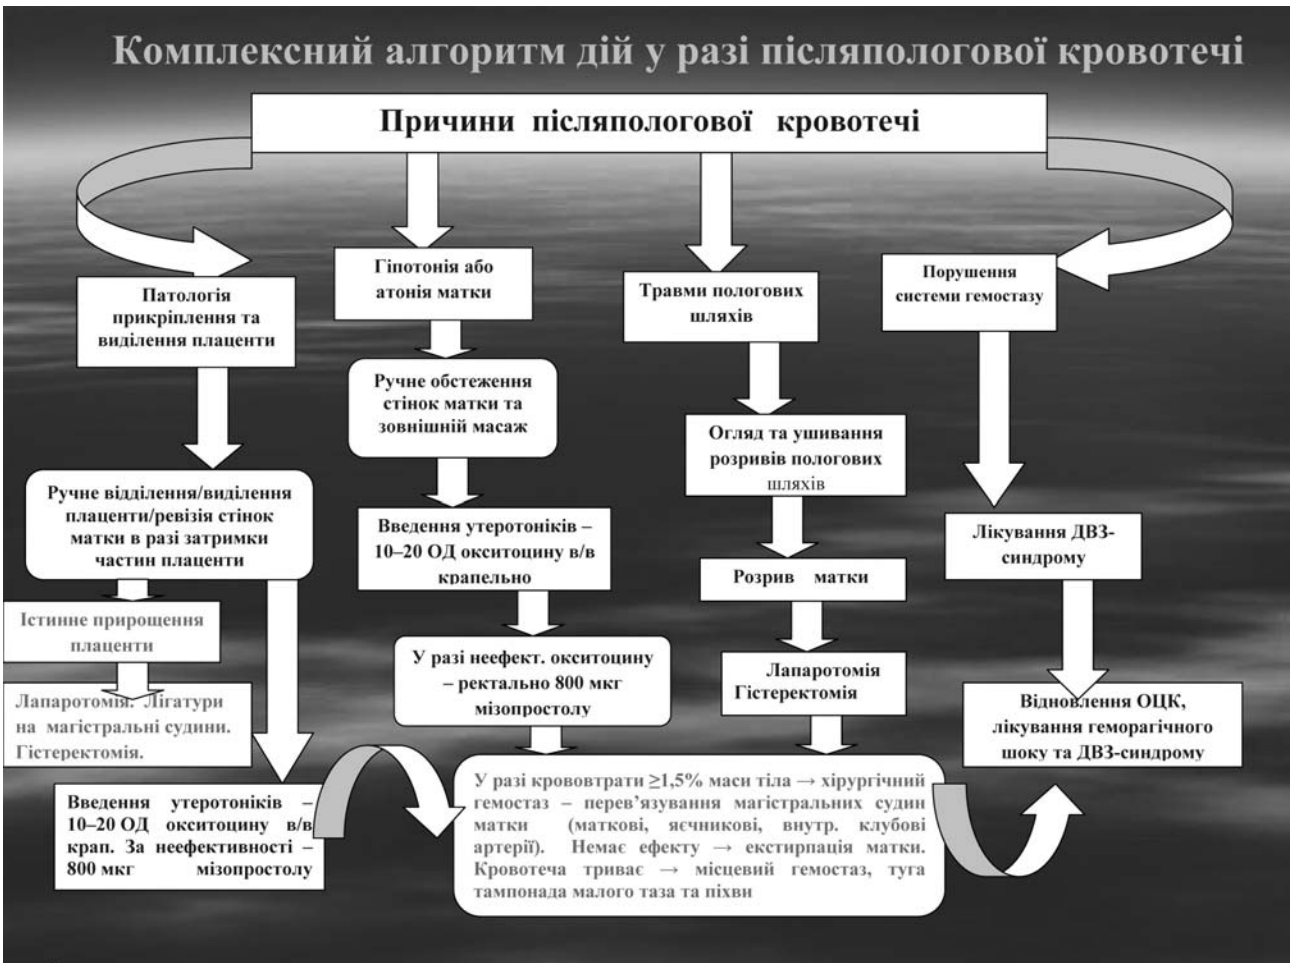 Комплексний алгоритм дій у разі післяпологової кровотечі
Причини післяпологової кровотечі
Патологія
прикріплення та
виділення плаценти
Ручне відділення/виділення
плаценти/ревізія стінок
матки в разі затримки
частин плаценти
Істинне прирощення
плаценти
Лапаротомія. Лігатури
на магістральні судини.
Гістеректомія.
Введення утеротоніків –
10–20 ОД окситоцину в/в
крап. За неефективності –
800 мкг мізопростолу
Гіпотонія або
атонія матки
Ручне обстеження
стінок матки та
зовнішній масаж
Введення утеротоніків –
10–20 ОД окситоцину в/в
крапельно
У разі неефект. окситоцину
– ректально 800 мкг
мізопростолу
Травми пологових
шляхів
Огляд та ушивання
розривів пологових
шляхів
Розрив матки
Лапаротомія
Гістеректомія
У разі крововтрати ≥1,5% маси тіла → хірургічний
гемостаз – перев’язування магістральних судин
матки (маткові, яєчникові, внутр. клубові
артерії). Немає ефекту → екстирпація матки.
Кровотеча триває → місцевий гемостаз, туга
тампонада малого таза та піхви
Порушення
системи гемостазу
Лікування ДВЗ-
синдрому
Відновлення ОЦК,
лікування геморагічного
шоку та ДВЗ-синдрому